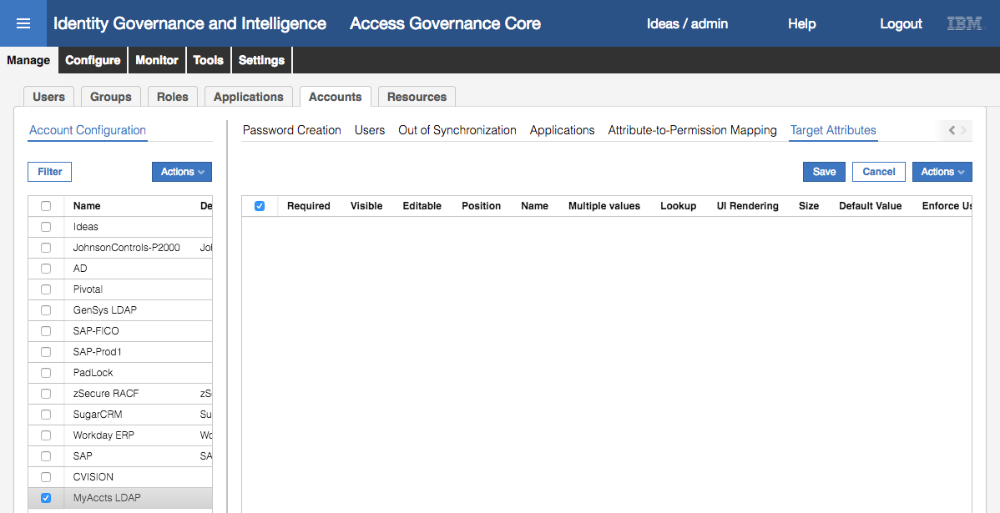 Identity Governance and Intelligence Access Governance Core Ideas / admin Help Logout IBM
Manage Configure Monitor Tools Settings
Users Groups Roles Applications Accounts Resources
Account Configuration
Password Creation Users Out of Synchronization Applications Attribute-to-Permission Mapping Target Attributes
Filter Actions
Save Cancel Actions
Name De
Required Visible Editable Position Name Multiple values Lookup UI Rendering Size Default Value Enforce Us
Ideas
JohnsonControls-P2000 Joh
AD
Pivotal
GenSys LDAP
SAP-FICO
SAP-Prod1
PadLock
zSecure RACF zS
SugarCRM Su
Workday ERP Wo
SAP SA
CVISION
MyAccts LDAP